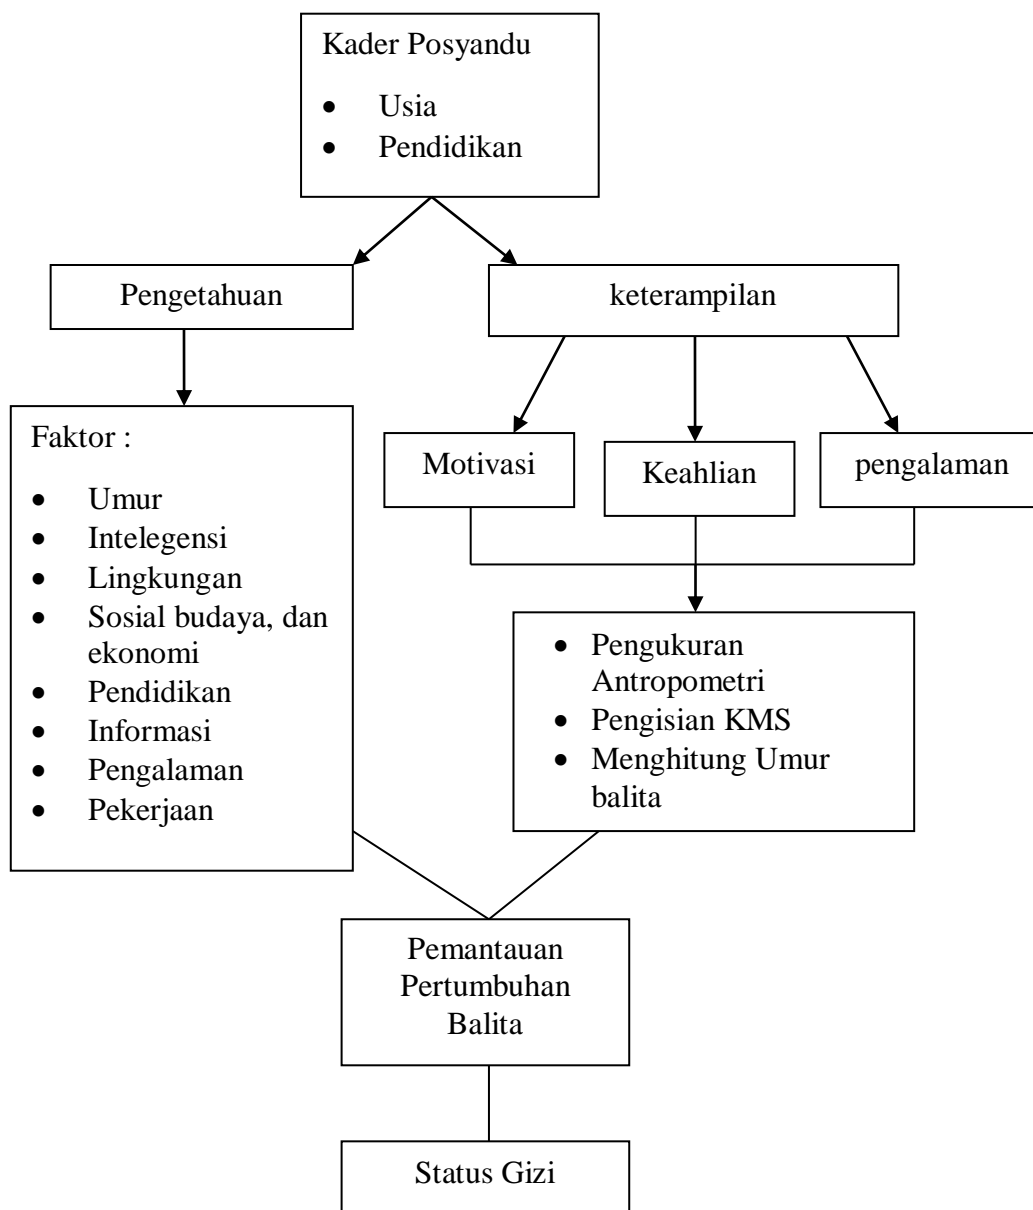 Kader Posyandu
• Usia
• Pendidikan
Pengetahuan
keterampilan
Faktor :
• Umur
• Intelegensi
• Lingkungan
• Sosial budaya, dan
ekonomi
• Pendidikan
• Informasi
• Pengalaman
• Pekerjaan
Motivasi
Keahlian
pengalaman
• Pengukuran
Antropometri
• Pengisian KMS
• Menghitung Umur
balita
Pemantauan
Pertumbuhan
Balita
Status Gizi